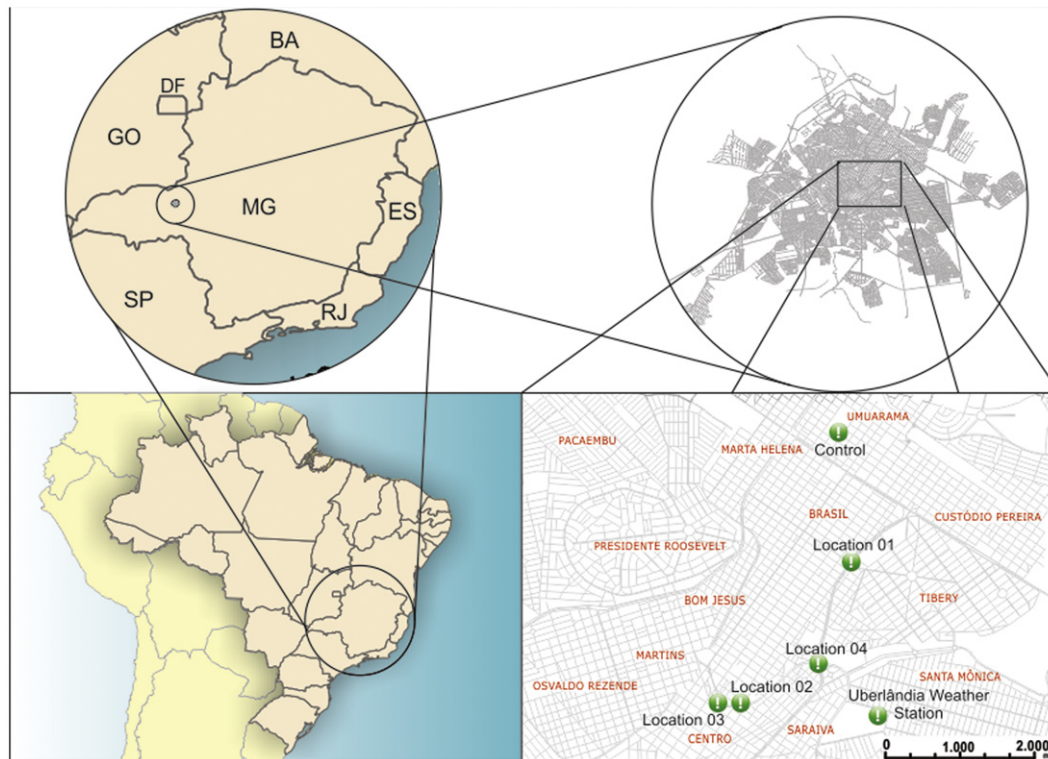 BA
DF
GO
MG
ES
SP
RJ
UMUARAMA
PACAEMBU
MARTA HELENA
Control
BRASIL
CUSTÓDIO PEREIRA
Location 01
PRESIDENTE ROOSEVELT
TIBERY
BOM JESUS
Location 04
MARTINS
SANTA MÔNICA
OSVALDO REZENDE
Location 02
Uberlândia Weather
Station
Location 03
SARAIVA
CENTRO
0 1.000 2.000